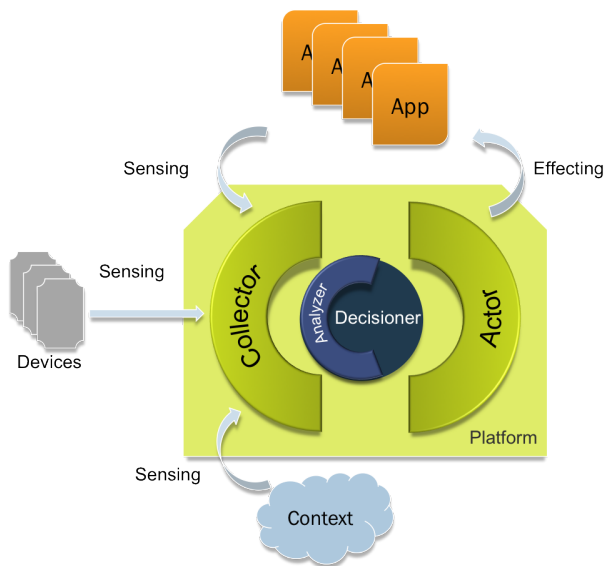 A
A
A
App
Sensing
Effecting
Sensing
Collector
Analyzer
Decisioner
Actor
Devices
Platform
Sensing
Context